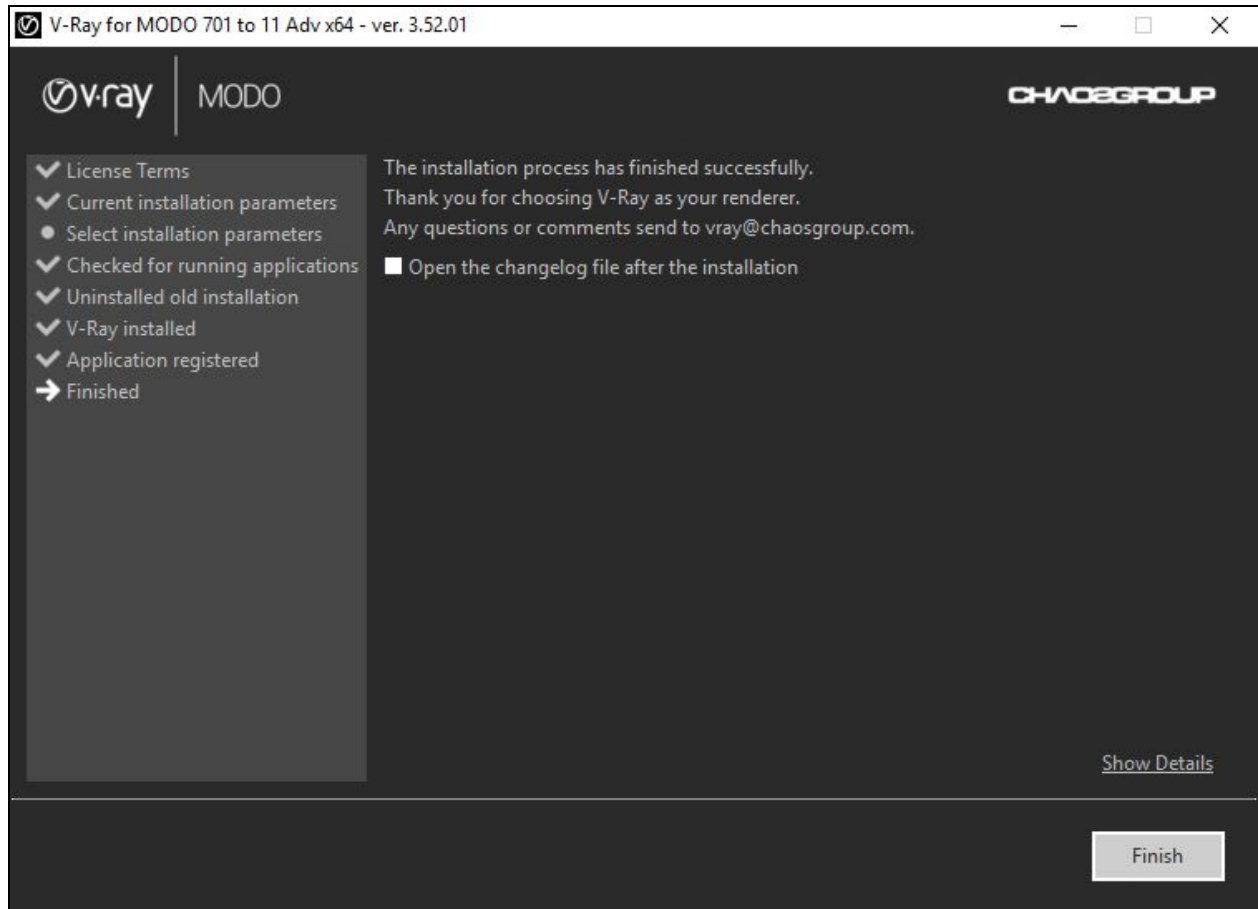 V-Ray for MODO 701 to 11 Adv x64 - ver. 3.52.01
v·ray MODO
CHAOSGROUP
License Terms
Current installation parameters
Select installation parameters
Checked for running applications
Uninstalled old installation
V-Ray installed
Application registered
Finished
The installation process has finished successfully.
Thank you for choosing V-Ray as your renderer.
Any questions or comments send to vray@chaosgroup.com.
Open the changelog file after the installation
Show Details
Finish